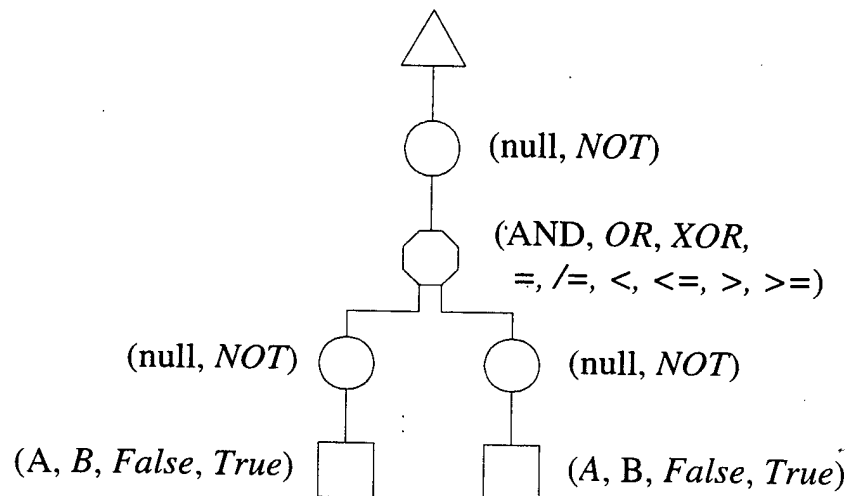 (null, NOT)
(AND, OR, XOR,
=, /=, <, <=, >, >=)
(null, NOT)
(null, NOT)
(A, B, False, True)
(A, B, False, True)